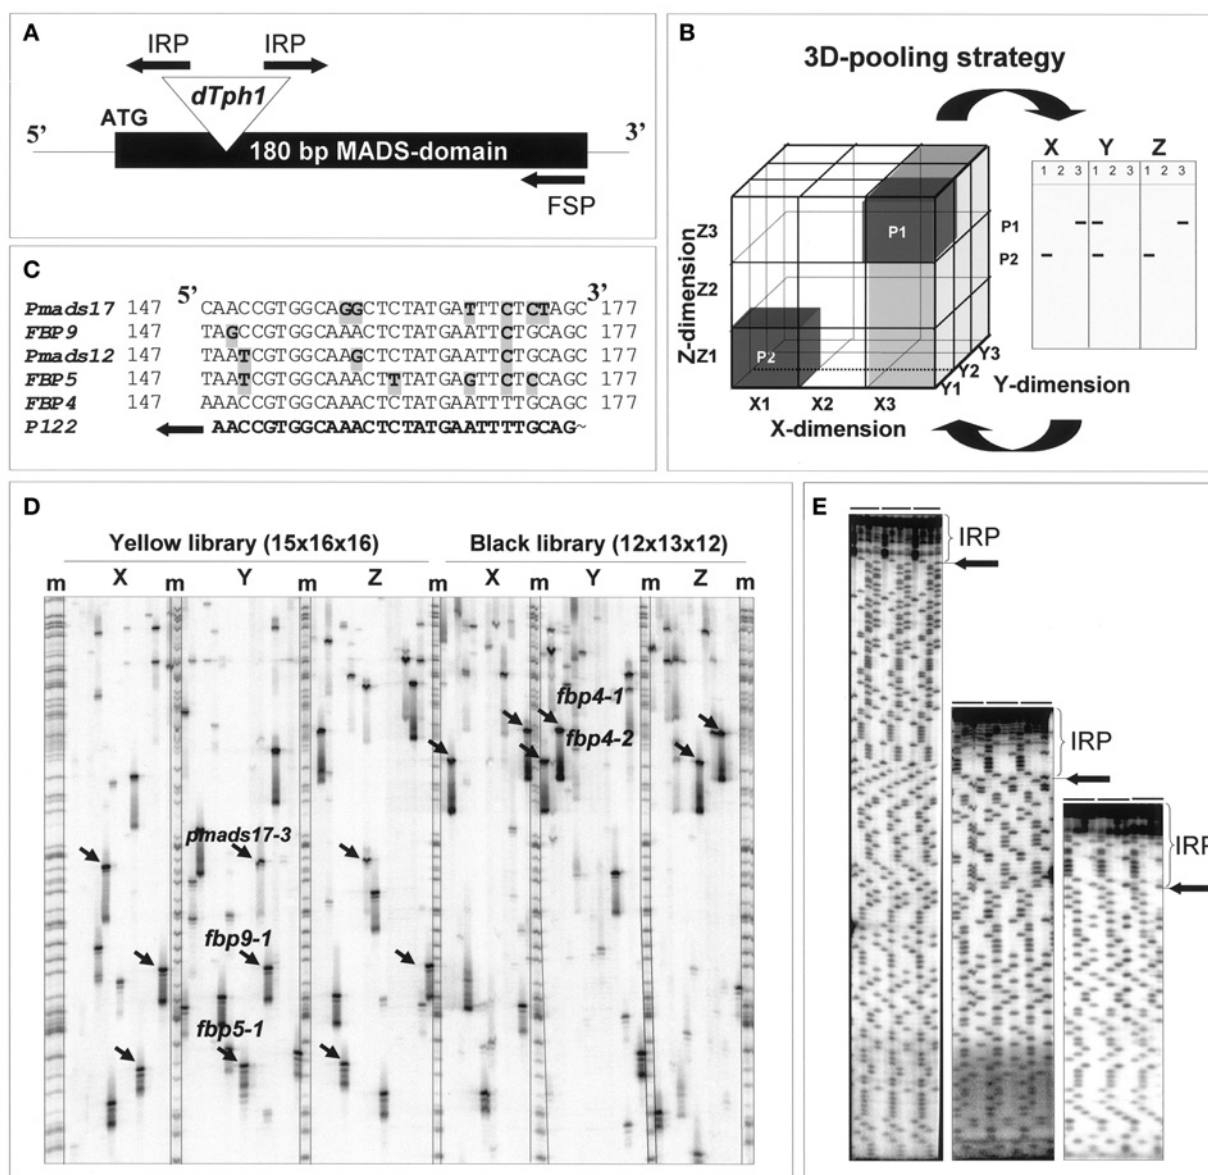 A
IRP IRP
dTph1
ATG
5’ 3’
180 bp MADS-domain
FSP
B
3D-pooling strategy
X Y Z
1 2 3 1 2 3 1 2 3
P1
P2
Z3
Z2
Z1
Z-dimension
P1
P2
Y3
Y2
Y1
Y-dimension
X1 X2 X3
X-dimension
C
5’ 3’
Pmads17 147 CAACCGTGGCAGGCTCTATGATTTCTCTAGC 177
FBP9 147 TAGCCGTGGCAAACTCTATGAATTCTGCAGC 177
Pmads12 147 TAATCGTGGCAAGCTCTATGAATTCTGCAGC 177
FBP5 147 TAATCGTGGCAAACTTTATGAGTTCTCCAGC 177
FBP4 147 AAACCGTGGCAAACTCTATGAATTTTGCAGC 177
P122 AACCGTGGCAAACTCTATGAATTTTGCAG~
D
Yellow library (15x16x16) Black library (12x13x12)
m X m Y m Z m X m Y m Z m
fbp4-1
fbp4-2
pmads17-3
fbp9-1
fbp5-1
E
IRP
IRP
IRP